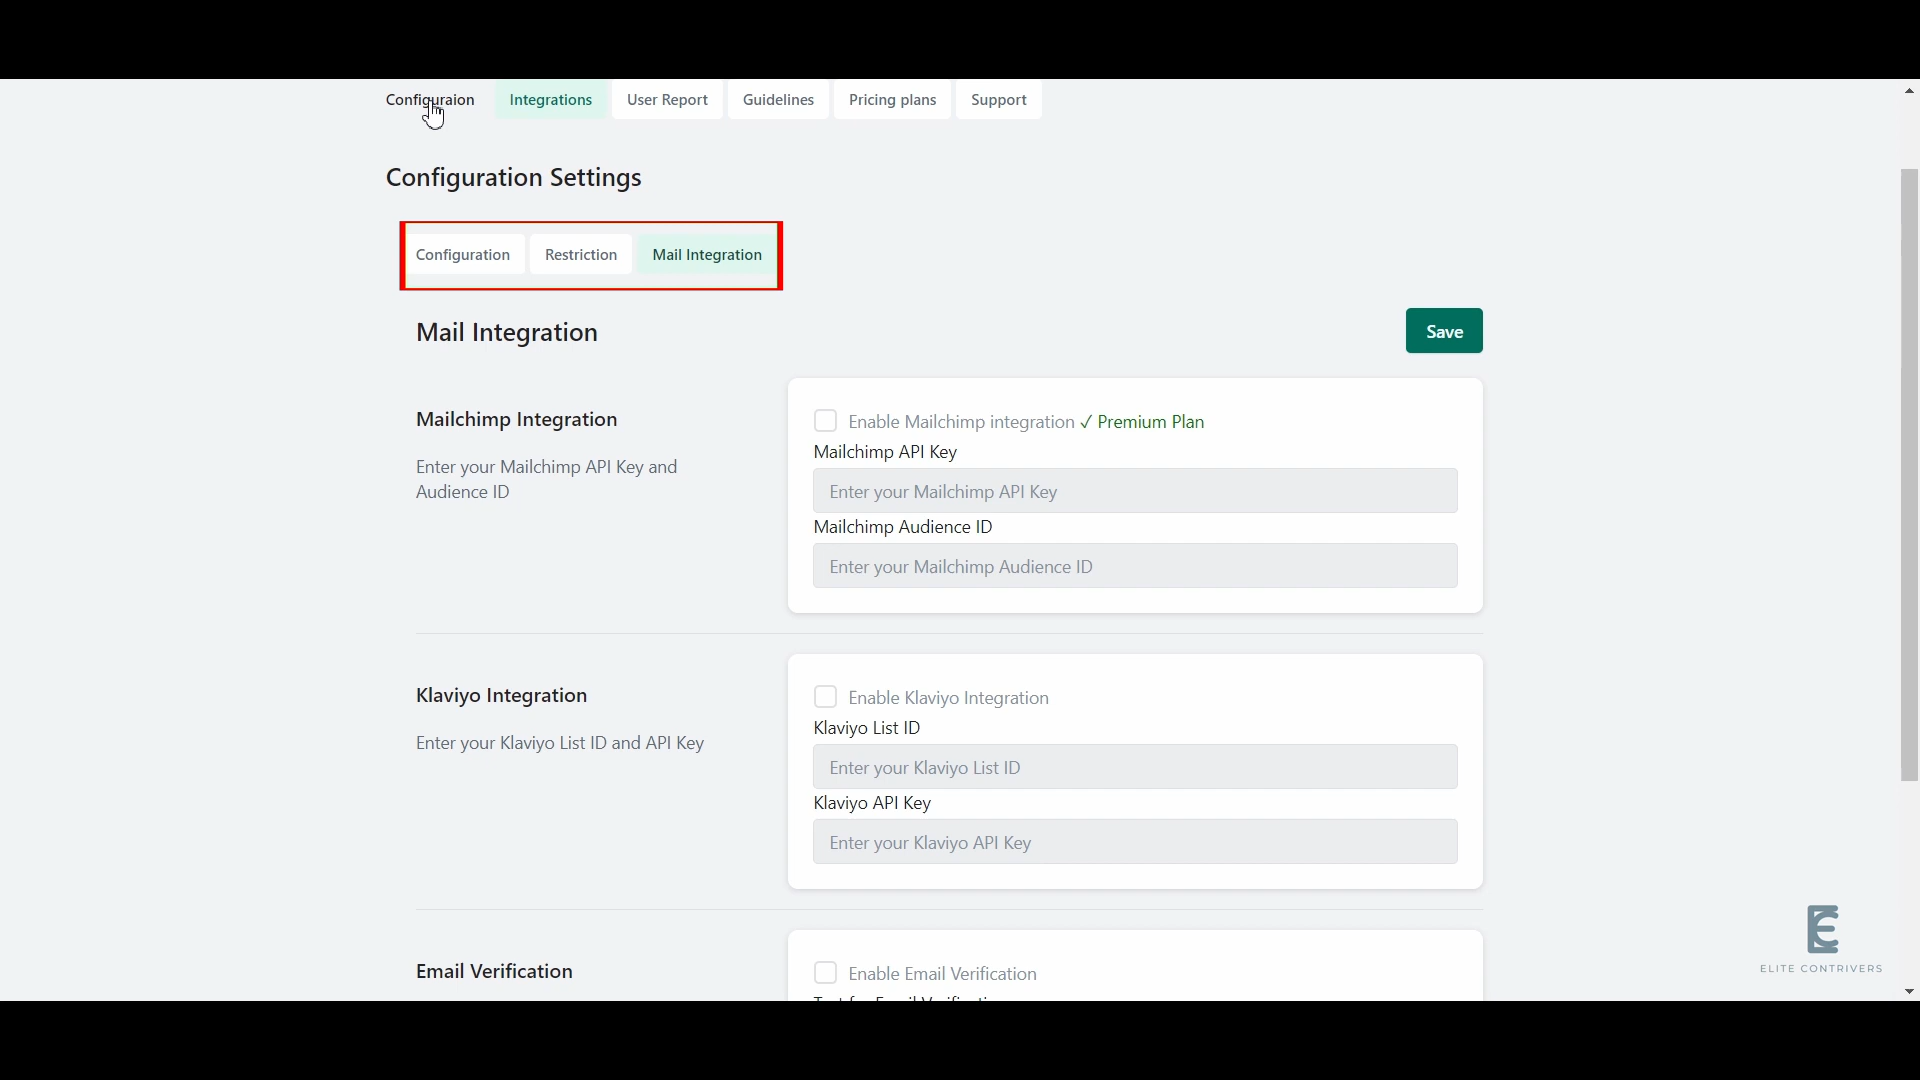 Configuraion Integrations User Report Guidelines Pricing plans Support
Configuration Settings
Configuration Restriction Mail Integration
Mail Integration
Save
Mailchimp Integration
Enter your Mailchimp API Key and
Audience ID
Enable Mailchimp integration ✓ Premium Plan
Mailchimp API Key
Enter your Mailchimp API Key
Mailchimp Audience ID
Enter your Mailchimp Audience ID
Klaviyo Integration
Enter your Klaviyo List ID and API Key
Enable Klaviyo Integration
Klaviyo List ID
Enter your Klaviyo List ID
Klaviyo API Key
Enter your Klaviyo API Key
Email Verification
Enable Email Verification
ELITE CONTRIVERS